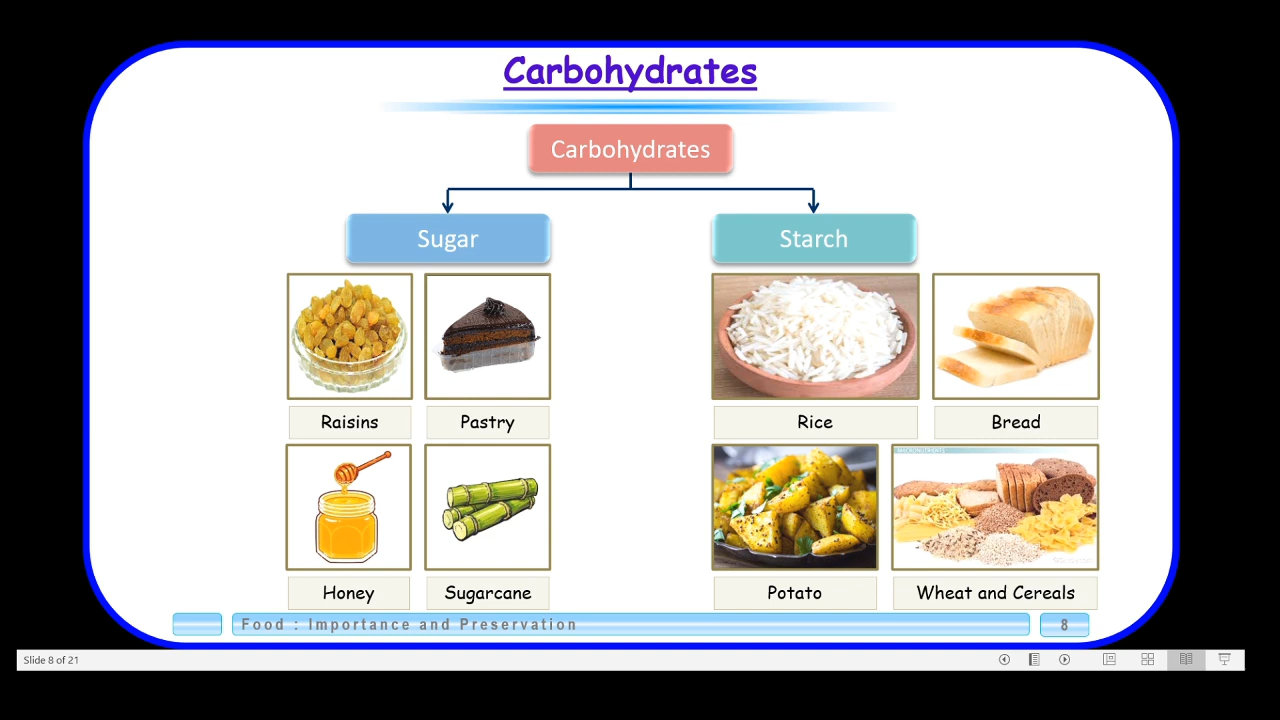 Carbohydrates
Carbohydrates
Sugar
Starch
Raisins
Pastry
Rice
Bread
MICRONUTRIENTS
Honey
Sugarcane
Potato
Wheat and Cereals
Food : Importance and Preservation
8
Slide 8 of 21